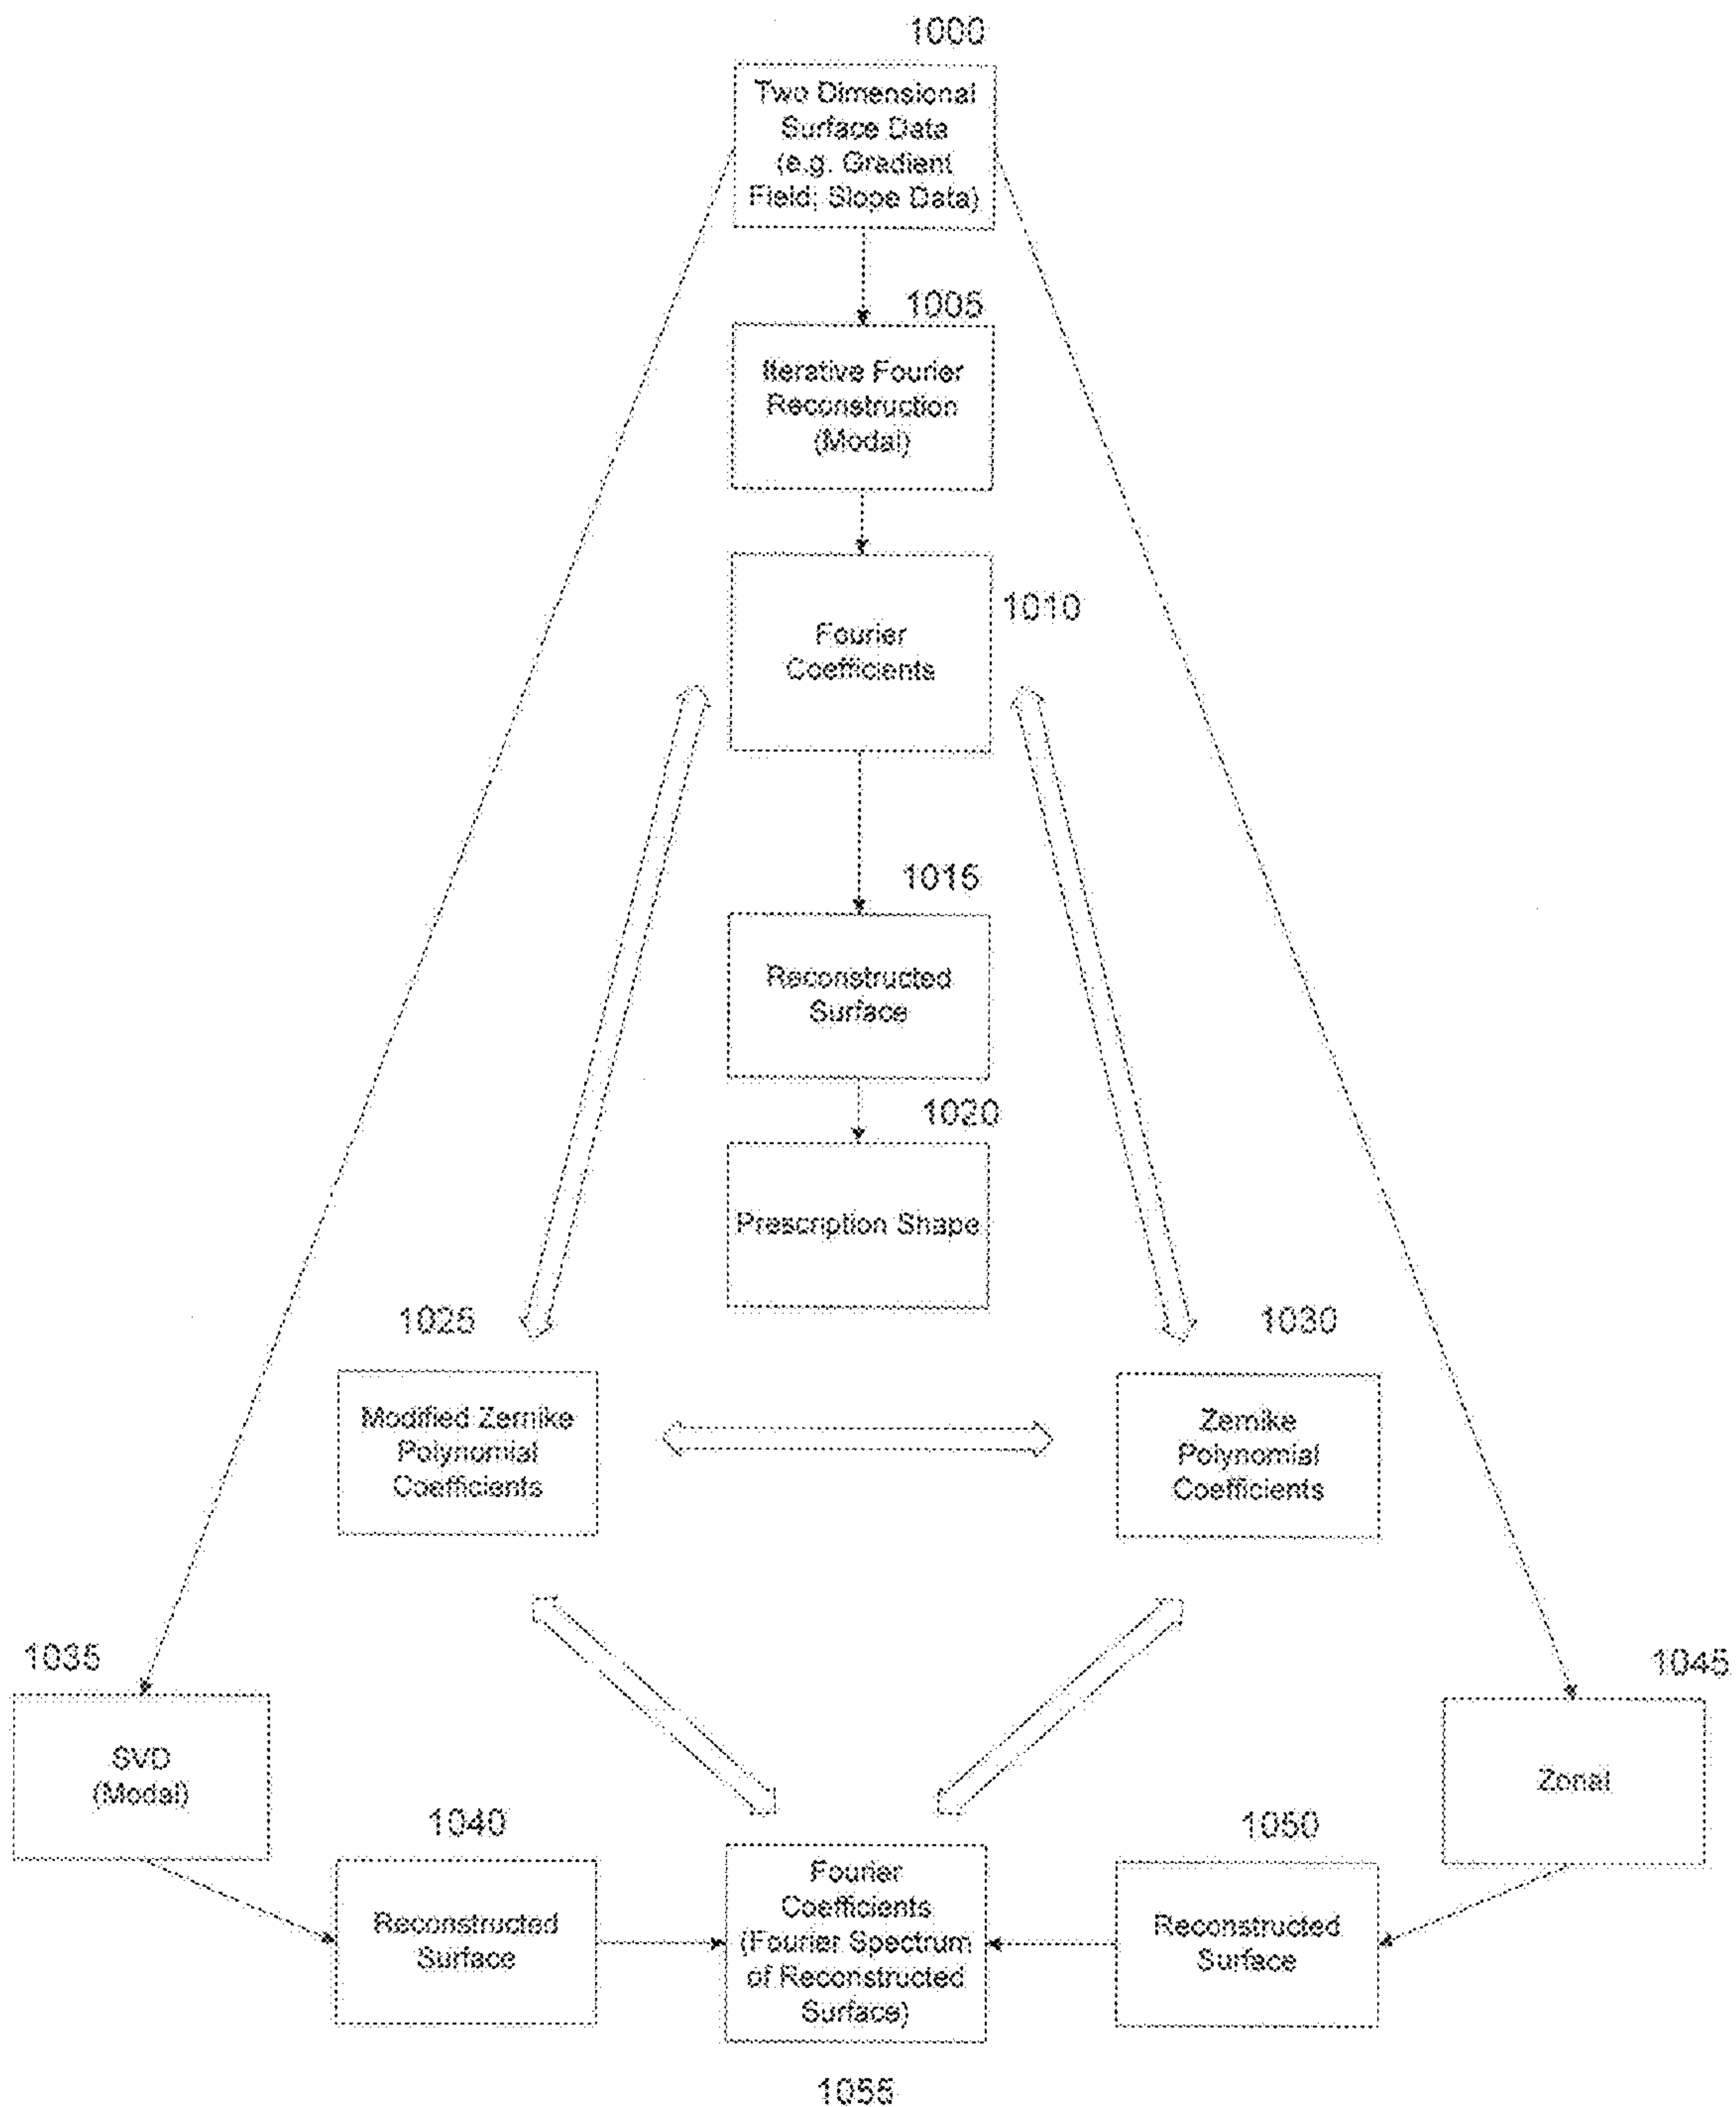 1000
Two Dimensional
Surface Data
(e.g. Gradient
Field; Slope Data)
1005
Iterative Fourier
Reconstruction
(Modal)
1010
Fourier
Coefficients
1015
Reconstructed
Surface
1020
Prescription Shape
1025
Modified Zernike
Polynomial
Coefficients
1030
Zernike
Polynomial
Coefficients
1035
SVD
(Modal)
1045
Zonal
1040
Reconstructed
Surface
Fourier
Coefficients
(Fourier Spectrum
of Reconstructed
Surface)
1050
Reconstructed
Surface
1055